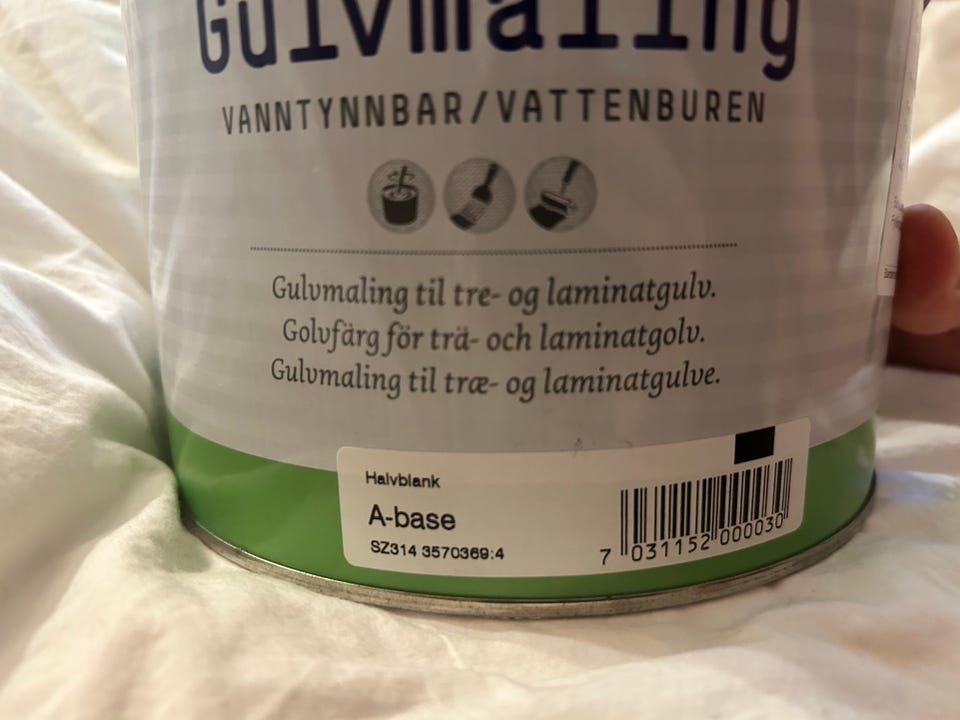 Gulvmaling
VANNTYNNBAR/VATTENBUREN
Gulvmaling til tre- og laminatgulv.
Golvfärg för trä- och laminatgolv.
Gulvmaling til træ- og laminatgulve.
Halvblank
A-base
SZ314 3570369:4
7 031152 000030